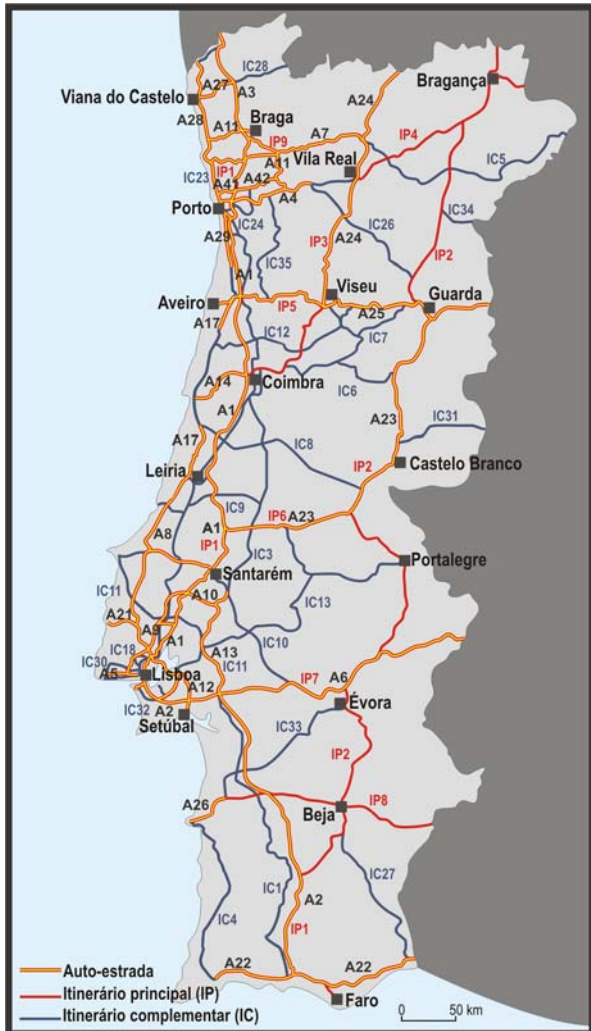 IC28
Bragança
A27
A3
A24
Viana do Castelo
A28
A11
Braga
IP9
A7
IP4
IP1
A11
Vila Real
IC5
IC23
A41
A42
A4
IC34
Porto
IC24
IC26
A29
IP3
A24
IC35
IP2
A1
Viseu
Guarda
Aveiro
IP5
A25
A17
IC12
IC7
A14
Coimbra
IC6
A1
A23
IC31
A17
IC8
IP2
Castelo Branco
Leiria
IC9
IP6
A23
A1
A8
IP1
IC3
Portalegre
Santarém
IC11
A10
IC13
A21
A9
A1
IC10
IC18
A13
IC30
IC11
A5
Lisboa
A12
IP7
A6
IC32
A2
Évora
Setúbal
IC33
IP2
A26
Beja
IP8
IC27
IC1
A2
IC4
IP1
A22
A22
Auto-estrada
Itinerário principal (IP)
Faro
Itinerário complementar (IC)
0 50 km